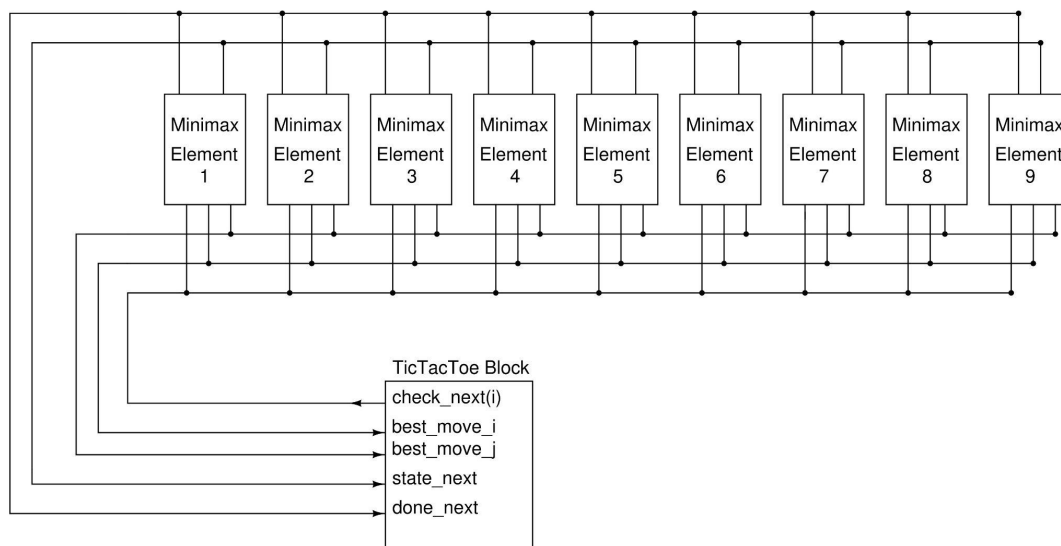 Minimax
Element
1
Minimax
Element
2
Minimax
Element
3
Minimax
Element
4
Minimax
Element
5
Minimax
Element
6
Minimax
Element
7
Minimax
Element
8
Minimax
Element
9
TicTacToe Block
check_next(i)
best_move_i
best_move_j
state_next
done_next